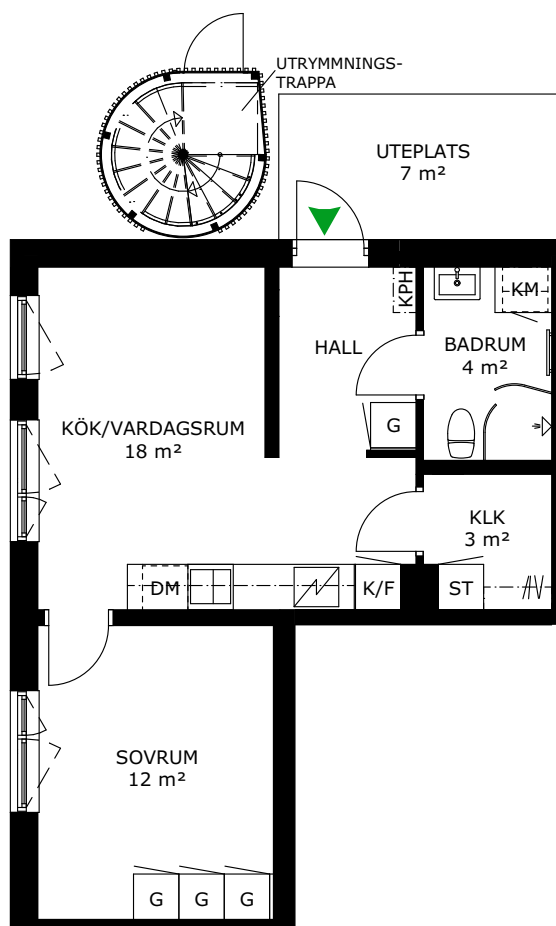 UTRYMMNINGS-
TRAPPA
UTEPLATS
7 m²
KPH
KM
HALL
BADRUM
4 m²
G
KÖK/VARDAGSRUM
18 m²
KLK
3 m²
DM
K/F
ST
SOVRUM
12 m²
G
G
G